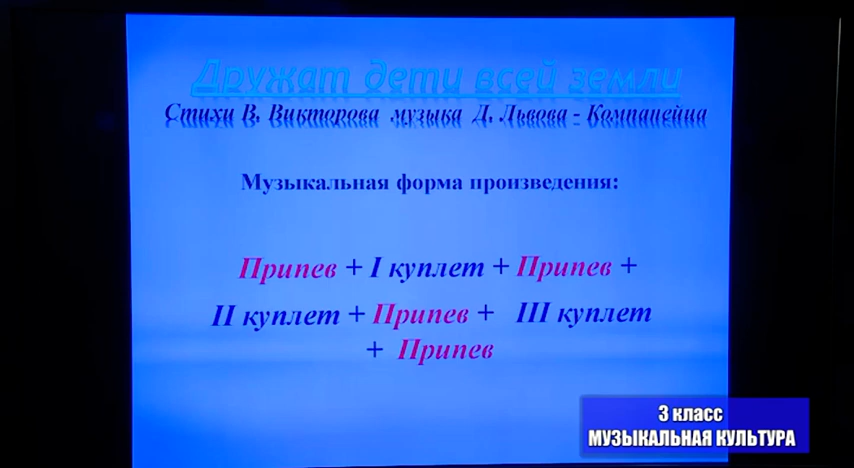 Дружат дети всей земли
Стихи В. Викторова музыка Д. Львова - Компанейца
Музыкальная форма произведения:
Припев + I куплет + Припев +
II куплет + Припев + III куплет
+ Припев
3 класс
МУЗЫКАЛЬНАЯ КУЛЬТУРА